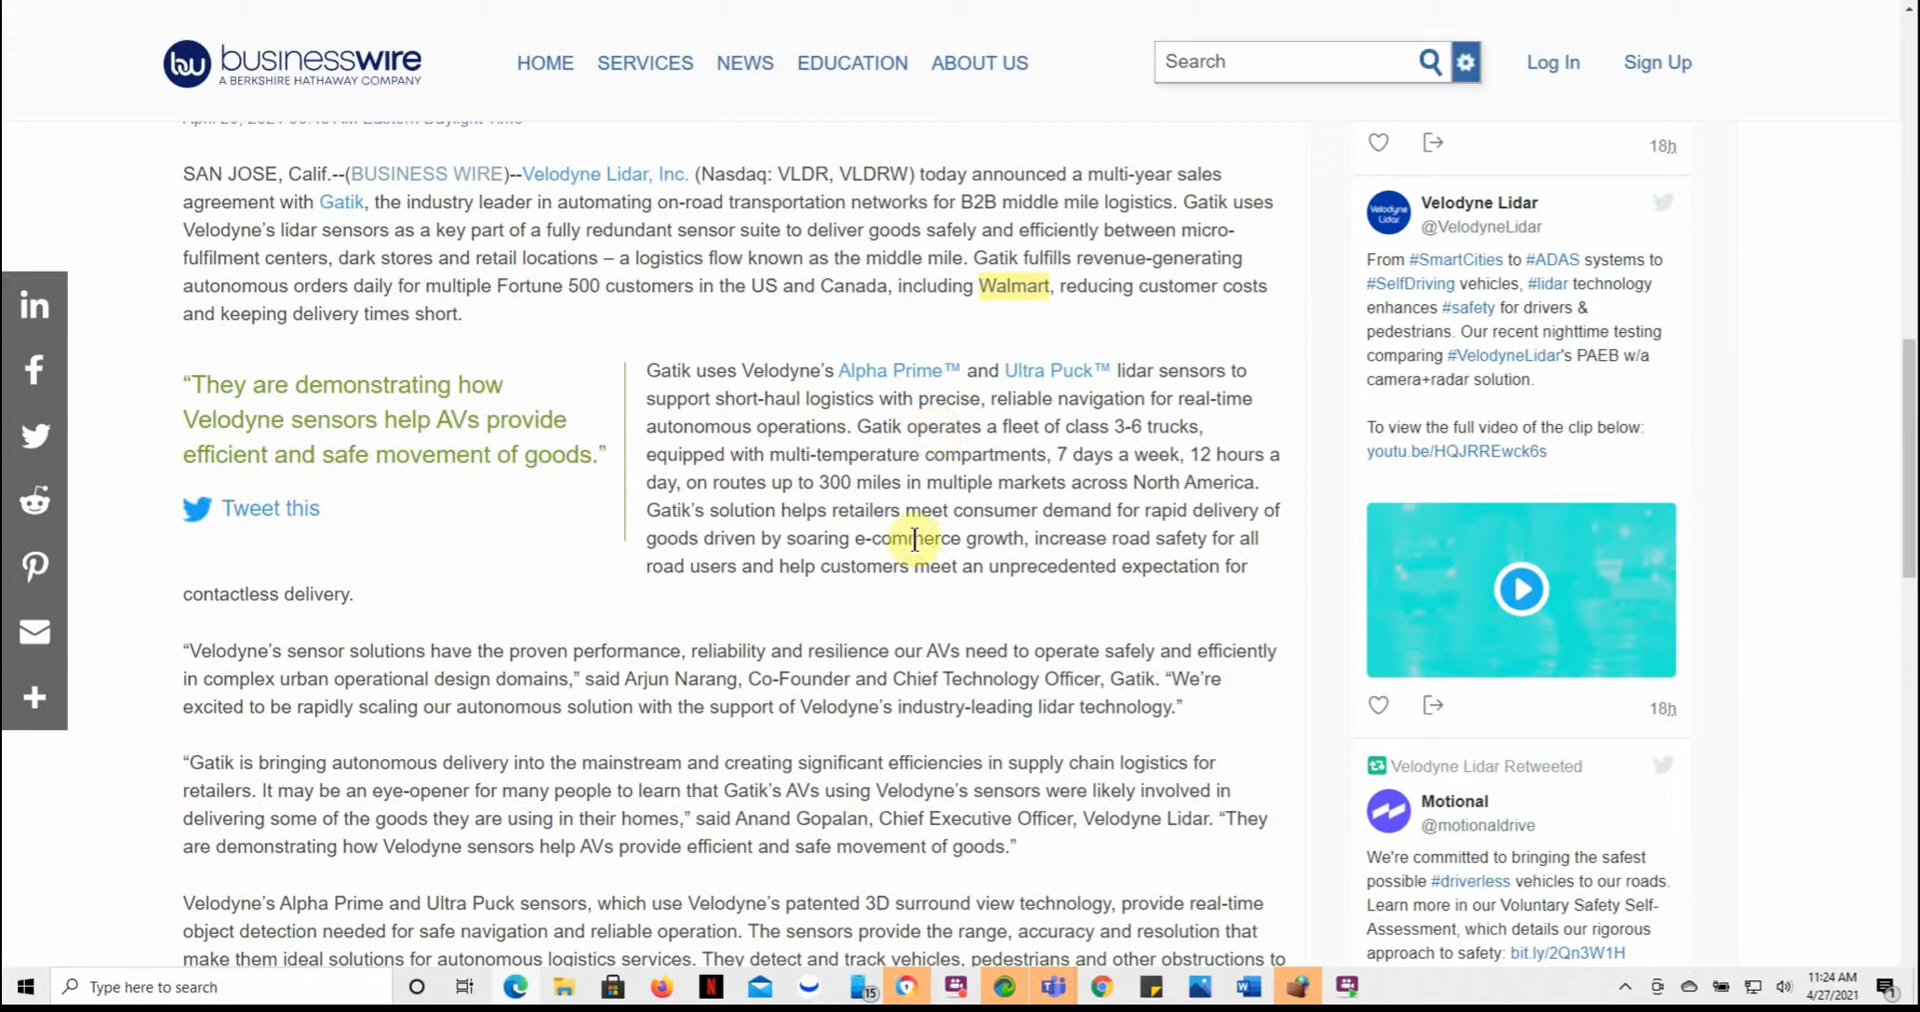 businesswire
A BERKSHIRE HATHAWAY COMPANY
HOME SERVICES NEWS EDUCATION ABOUT US
Search
Log In Sign Up
SAN JOSE, Calif.--(BUSINESS WIRE)--Velodyne Lidar, Inc. (Nasdaq: VLDR, VLDRW) today announced a multi-year sales
agreement with Gatik, the industry leader in automating on-road transportation networks for B2B middle mile logistics. Gatik uses
Velodyne's lidar sensors as a key part of a fully redundant sensor suite to deliver goods safely and efficiently between micro-
fulfilment centers, dark stores and retail locations – a logistics flow known as the middle mile. Gatik fulfills revenue-generating
autonomous orders daily for multiple Fortune 500 customers in the US and Canada, including Walmart, reducing customer costs
and keeping delivery times short.
“They are demonstrating how
Velodyne sensors help AVs provide
efficient and safe movement of goods.”
Tweet this
Gatik uses Velodyne's Alpha Prime™ and Ultra Puck™ lidar sensors to
support short-haul logistics with precise, reliable navigation for real-time
autonomous operations. Gatik operates a fleet of class 3-6 trucks,
equipped with multi-temperature compartments, 7 days a week, 12 hours a
day, on routes up to 300 miles in multiple markets across North America.
Gatik's solution helps retailers meet consumer demand for rapid delivery of
goods driven by soaring e-commerce growth, increase road safety for all
road users and help customers meet an unprecedented expectation for
contactless delivery.
“Velodyne's sensor solutions have the proven performance, reliability and resilience our AVs need to operate safely and efficiently
in complex urban operational design domains,” said Arjun Narang, Co-Founder and Chief Technology Officer, Gatik. “We're
excited to be rapidly scaling our autonomous solution with the support of Velodyne's industry-leading lidar technology.”
“Gatik is bringing autonomous delivery into the mainstream and creating significant efficiencies in supply chain logistics for
retailers. It may be an eye-opener for many people to learn that Gatik's AVs using Velodyne's sensors were likely involved in
delivering some of the goods they are using in their homes,” said Anand Gopalan, Chief Executive Officer, Velodyne Lidar. “They
are demonstrating how Velodyne sensors help AVs provide efficient and safe movement of goods.”
Velodyne's Alpha Prime and Ultra Puck sensors, which use Velodyne's patented 3D surround view technology, provide real-time
object detection needed for safe navigation and reliable operation. The sensors provide the range, accuracy and resolution that
make them ideal solutions for autonomous logistics services. They detect and track vehicles, pedestrians and other obstructions to
18h
Velodyne Lidar
Velodyne Lidar
@VelodyneLidar
From #SmartCities to #ADAS systems to
#SelfDriving vehicles, #lidar technology
enhances #safety for drivers &
pedestrians. Our recent nighttime testing
comparing #VelodyneLidar's PAEB w/a
camera+radar solution.
To view the full video of the clip below:
youtu.be/HQJRREwck6s
18h
Velodyne Lidar Retweeted
Motional
@motionaldrive
We're committed to bringing the safest
possible #driverless vehicles to our roads.
Learn more in our Voluntary Safety Self-
Assessment, which details our rigorous
approach to safety: bit.ly/2Qn3W1H
Type here to search
15
11:24 AM
4/27/2021
1